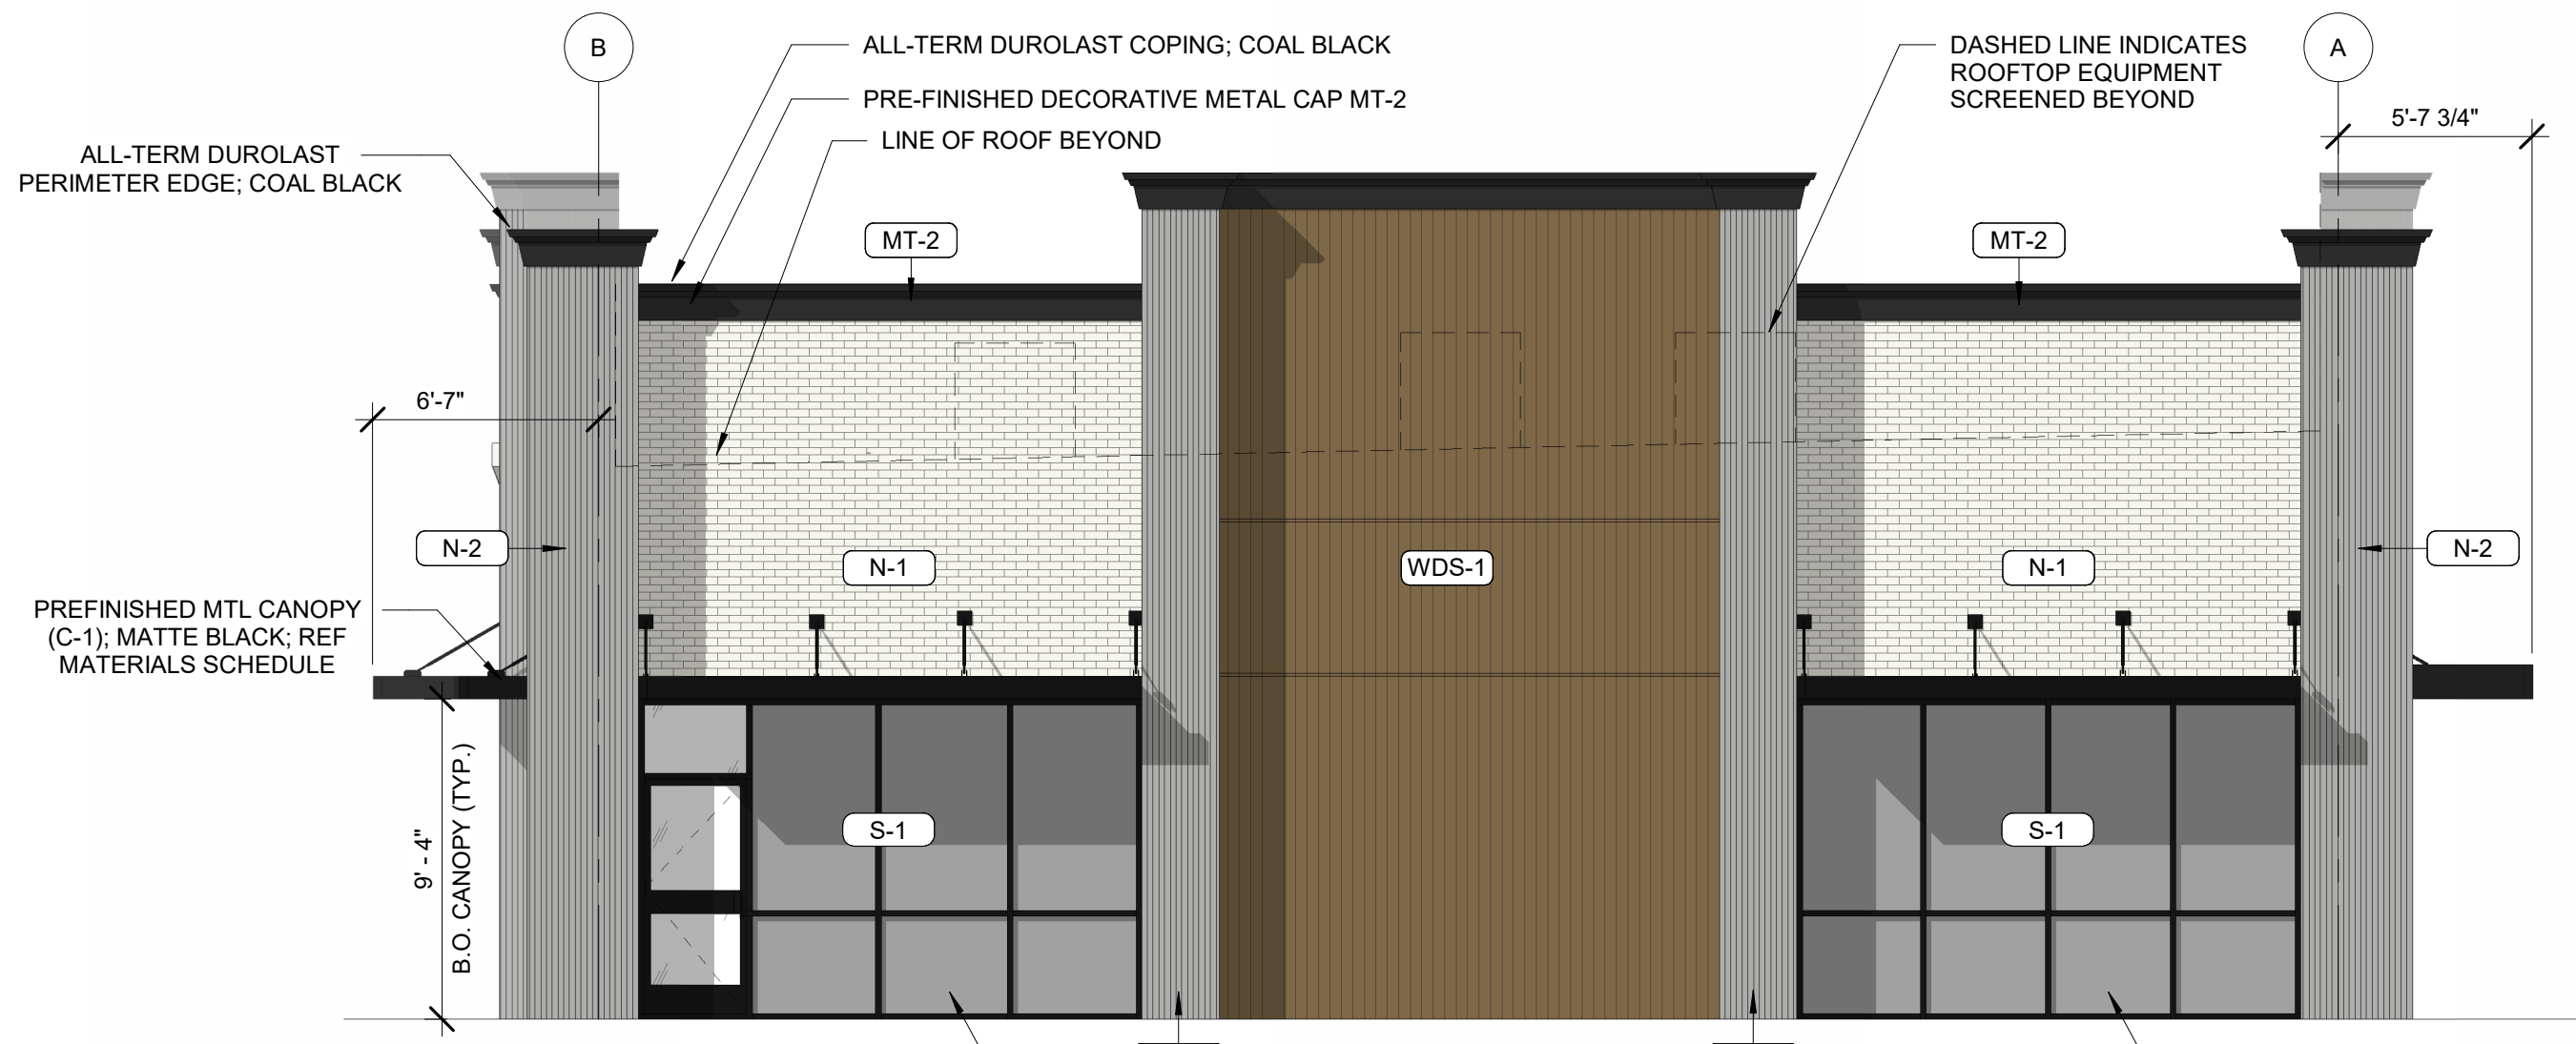 B
A
ALL-TERM DUROLAST COPING; COAL BLACK
PRE-FINISHED DECORATIVE METAL CAP MT-2
LINE OF ROOF BEYOND
DASHED LINE INDICATES
ROOFTOP EQUIPMENT
SCREENED BEYOND
5'-7 3/4"
ALL-TERM DUROLAST
PERIMETER EDGE; COAL BLACK
MT-2
MT-2
6'-7"
N-2
N-1
WDS-1
N-1
N-2
PREFINISHED MTL CANOPY
(C-1); MATTE BLACK; REF
MATERIALS SCHEDULE
9' - 4"
B.O. CANOPY (TYP.)
S-1
S-1